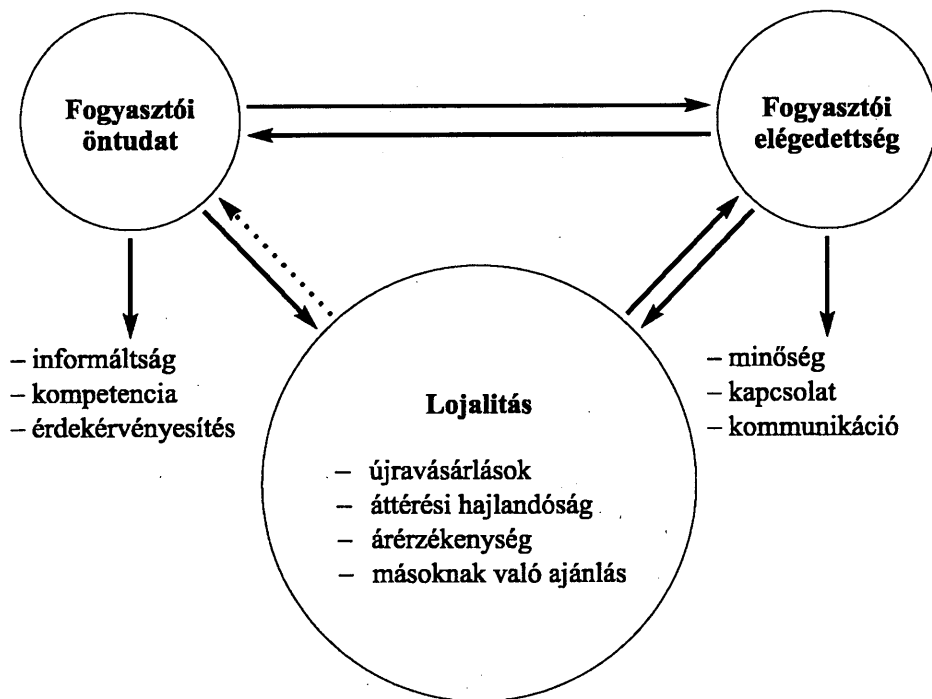 Fogyasztói
öntudat
Fogyasztói
elégedettség
– informáltság
– kompetencia
– érdekérvényesítés
– minőség
– kapcsolat
– kommunikáció
Lojalitás
– újravásárlások
– áttérési hajlandóság
– árérzékenység
– másoknak való ajánlás